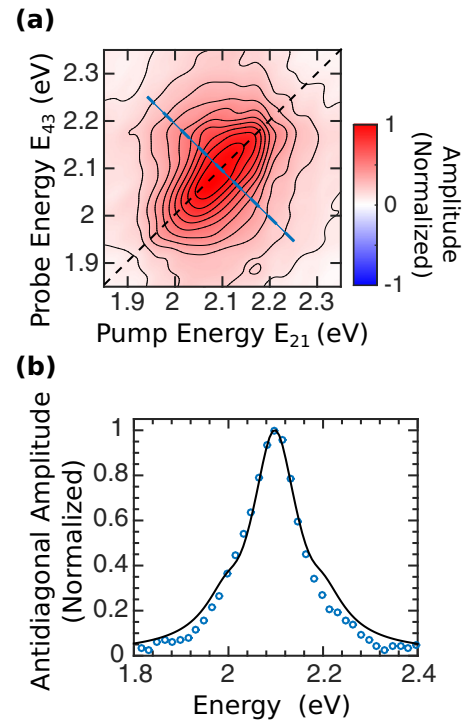 (a)
Probe Energy E43 (eV)
2.3
2.2
2.1
2
1.9
1.9
2
2.1
2.2
2.3
Pump Energy E21 (eV)
1
0
-1
Amplitude
(Normalized)
(b)
Antidiagonal Amplitude
(Normalized)
1
0.8
0.6
0.4
0.2
0
1.8
2
2.2
2.4
Energy (eV)